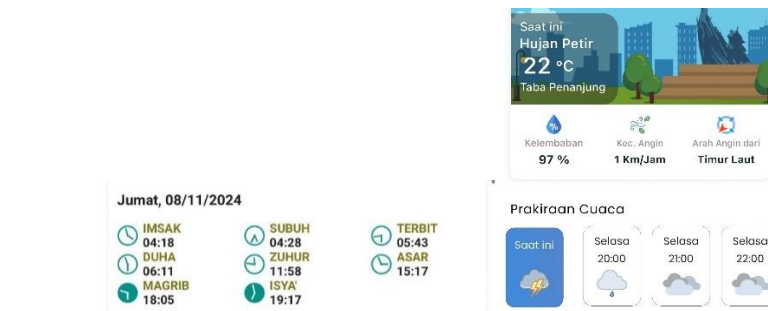 Saat ini
Hujan Petir
22 °C
Taba Penanjung
Kelembaban
Kec. Angin
Arah Angin dari
97 %
1 Km/Jam
Timur Laut
Prakiraan Cuaca
Saat ini
Selasa
20:00
Selasa
21:00
Selasa
22:00
Jumat, 08/11/2024
IMSAK
04:18
SUBUH
04:28
TERBIT
05:43
DUHA
06:11
ZUHUR
11:58
ASAR
15:17
MAGRIB
18:05
ISYA'
19:17